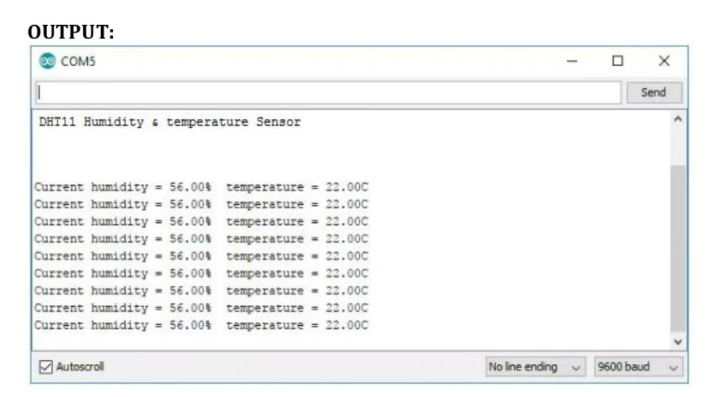 OUTPUT:
COM5
Send
DHT11 Humidity & temperature Sensor
Current humidity = 56.00%  temperature = 22.00C
Current humidity = 56.00%  temperature = 22.00C
Current humidity = 56.00%  temperature = 22.00C
Current humidity = 56.00%  temperature = 22.00C
Current humidity = 56.00%  temperature = 22.00C
Current humidity = 56.00%  temperature = 22.00C
Current humidity = 56.00%  temperature = 22.00C
Current humidity = 56.00%  temperature = 22.00C
Current humidity = 56.00%  temperature = 22.00C
Autoscroll No line ending 9600 baud